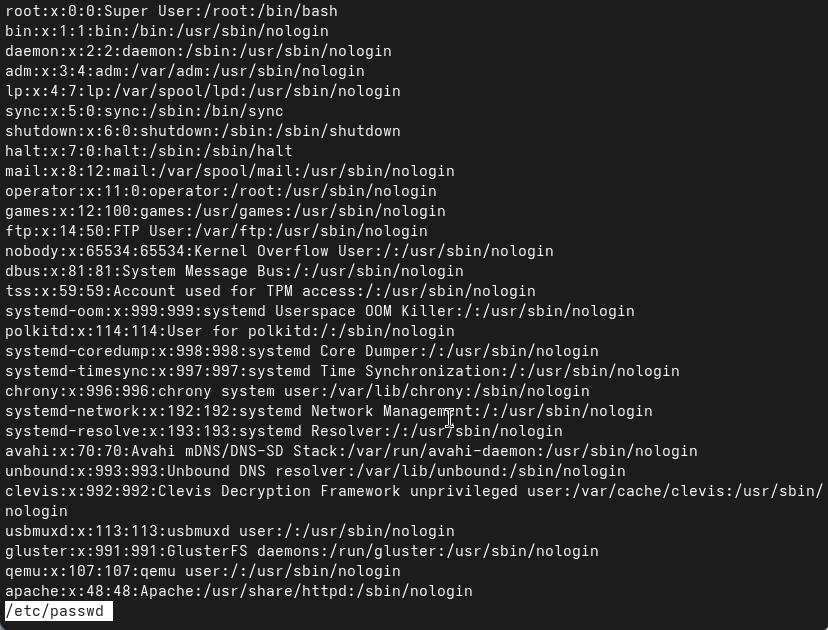 root:x:0:0:Super User:/root:/bin/bash
bin:x:1:1:bin:/bin:/usr/sbin/nologin
daemon:x:2:2:daemon:/sbin:/usr/sbin/nologin
adm:x:3:4:adm:/var/adm:/usr/sbin/nologin
lp:x:4:7:lp:/var/spool/lpd:/usr/sbin/nologin
sync:x:5:0:sync:/sbin:/bin/sync
shutdown:x:6:0:shutdown:/sbin:/sbin/shutdown
halt:x:7:0:halt:/sbin:/sbin/halt
mail:x:8:12:mail:/var/spool/mail:/usr/sbin/nologin
operator:x:11:0:operator:/root:/usr/sbin/nologin
games:x:12:100:games:/usr/games:/usr/sbin/nologin
ftp:x:14:50:FTP User:/var/ftp:/usr/sbin/nologin
nobody:x:65534:65534:Kernel Overflow User:/:/usr/sbin/nologin
dbus:x:81:81:System Message Bus:/:/usr/sbin/nologin
tss:x:59:59:Account used for TPM access:/:/usr/sbin/nologin
systemd-oom:x:999:999:systemd Userspace OOM Killer:/:/usr/sbin/nologin
polkitd:x:114:114:User for polkitd:/:/sbin/nologin
systemd-coredump:x:998:998:systemd Core Dumper:/:/usr/sbin/nologin
systemd-timesync:x:997:997:systemd Time Synchronization:/:/usr/sbin/nologin
chrony:x:996:996:chrony system user:/var/lib/chrony:/sbin/nologin
systemd-network:x:192:192:systemd Network Management:/:/usr/sbin/nologin
systemd-resolve:x:193:193:systemd Resolver:/:/usr/sbin/nologin
avahi:x:70:70:Avahi mDNS/DNS-SD Stack:/var/run/avahi-daemon:/usr/sbin/nologin
unbound:x:993:993:Unbound DNS resolver:/var/lib/unbound:/sbin/nologin
clevis:x:992:992:Clevis Decryption Framework unprivileged user:/var/cache/clevis:/usr/sbin/
nologin
usbmuxd:x:113:113:usbmuxd user:/:/usr/sbin/nologin
gluster:x:991:991:GlusterFS daemons:/run/gluster:/usr/sbin/nologin
qemu:x:107:107:qemu user:/:/usr/sbin/nologin
apache:x:48:48:Apache:/usr/share/httpd:/sbin/nologin
/etc/passwd